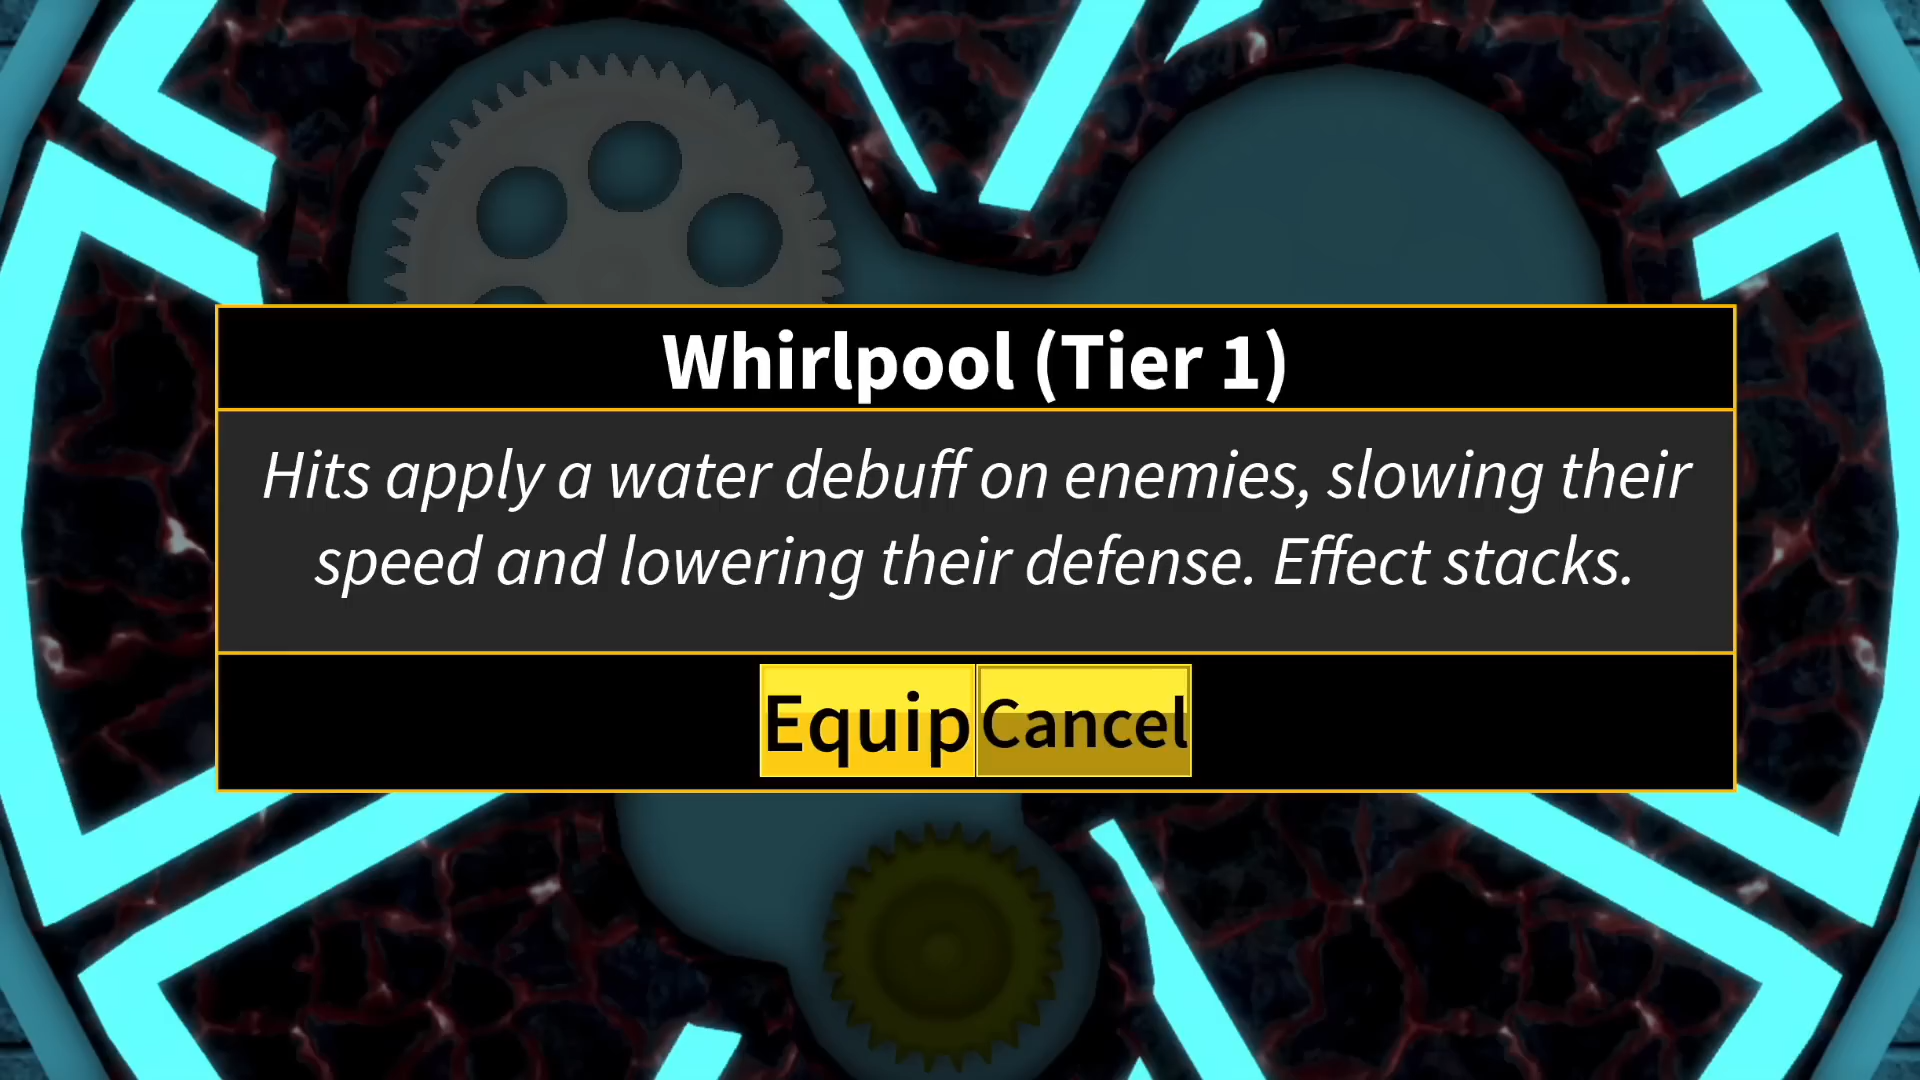 Whirlpool (Tier 1)
Hits apply a water debuff on enemies, slowing their
speed and lowering their defense. Effect stacks.
Equip Cancel